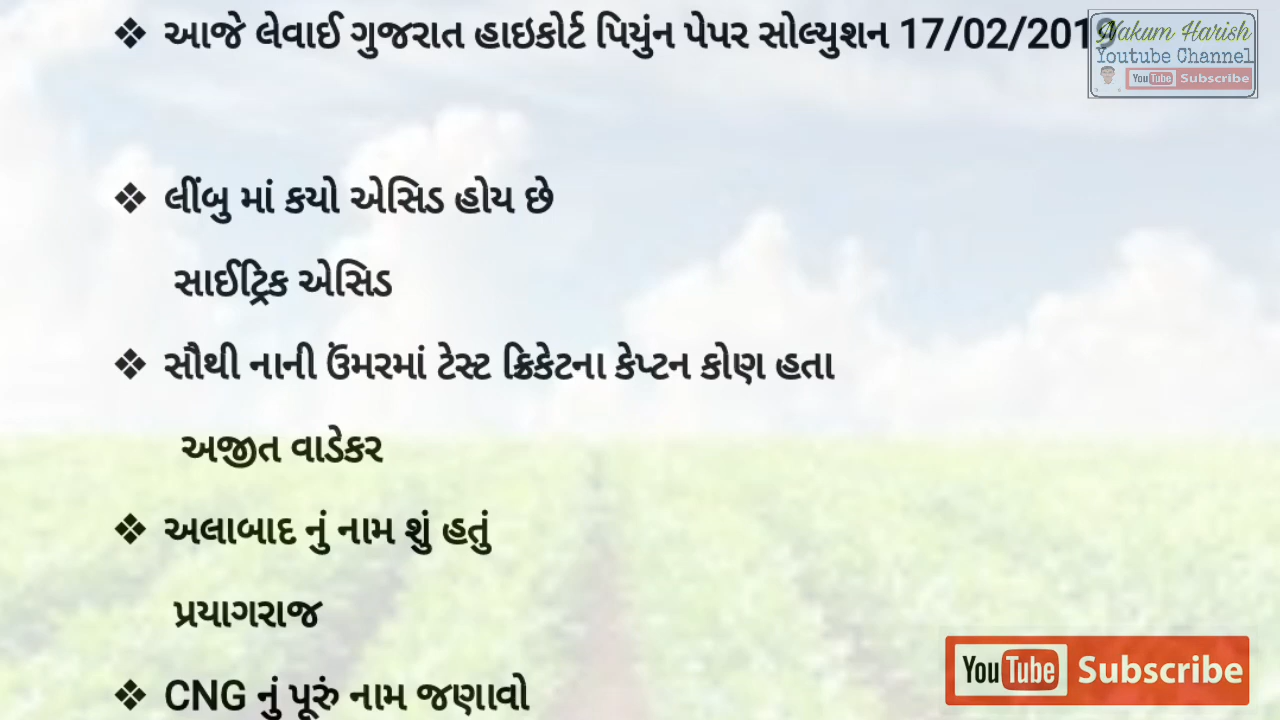 ❖ આજે લેવાઈ ગુજરાત હાઇકોર્ટ પિયુંન પેપર સોલ્યુશન 17/02/2019
Nakum Harish
Youtube Channel
YouTube Subscribe
❖ લીંબુ માં કયો એસિડ હોય છે
સાઈટ્રિક એસિડ
❖ સૌથી નાની ઉંમરમાં ટેસ્ટ ક્રિકેટના કેપ્ટન કોણ હતા
અજીત વાડેકર
❖ અલાબાદ નું નામ શું હતું
પ્રયાગરાજ
❖ CNG નું પૂરું નામ જણાવો
YouTube Subscribe